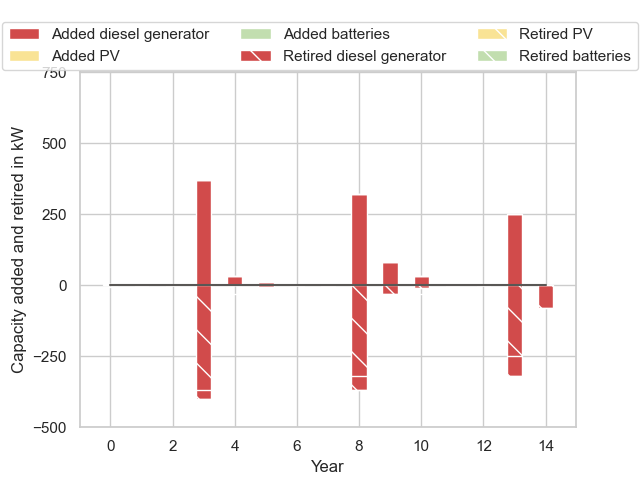 Added diesel generator Added batteries Retired PV
Added PV Retired diesel generator Retired batteries
750
500
250
0
−250
−500
Capacity added and retired in kW
0 2 4 6 8 10 12 14
Year